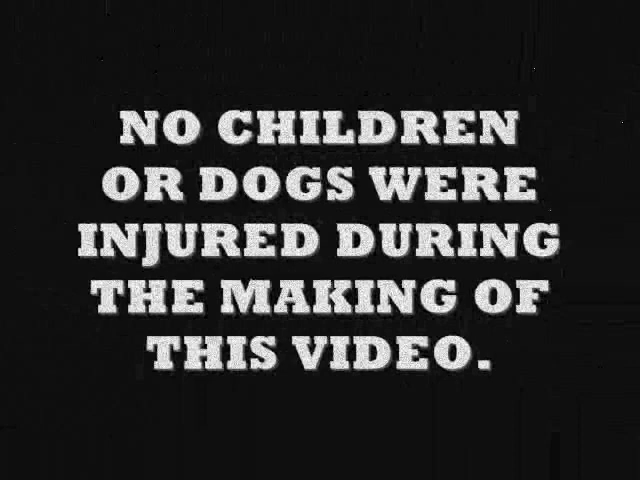 NO CHILDREN
OR DOGS WERE
INJURED DURING
THE MAKING OF
THIS VIDEO.